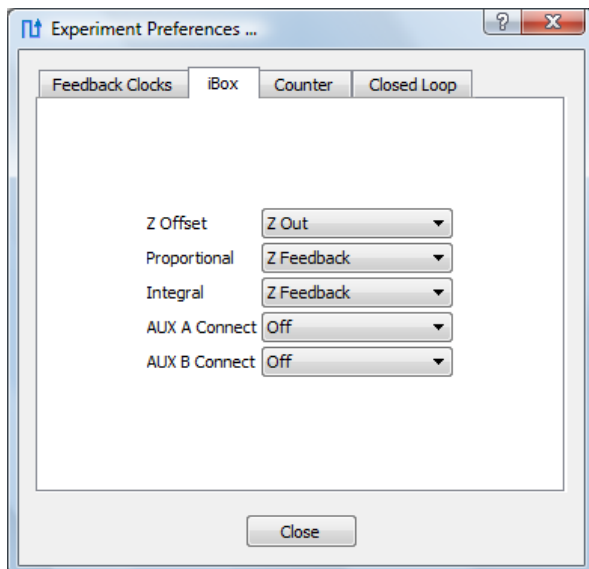 Experiment Preferences ...
?
X
Feedback Clocks iBox Counter Closed Loop
Z Offset Z Out
Proportional Z Feedback
Integral Z Feedback
AUX A Connect Off
AUX B Connect Off
Close